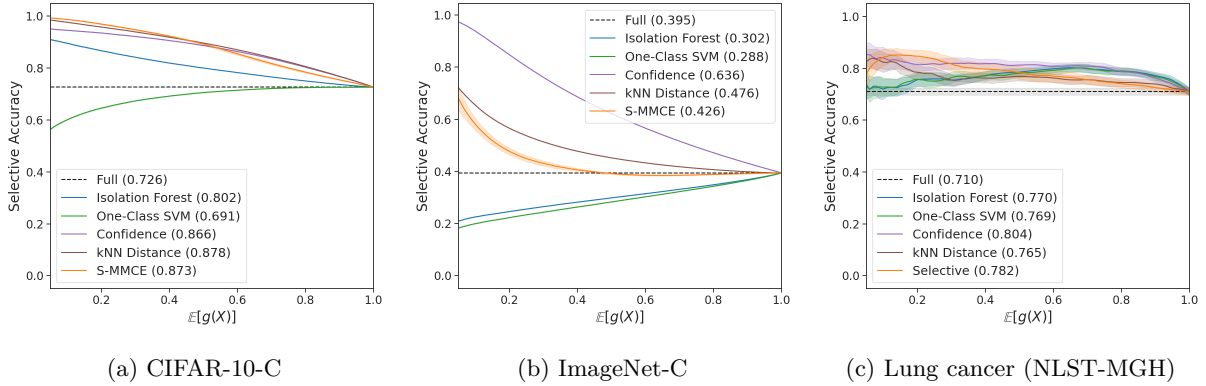 Selective Accuracy
1.0
0.8
0.6
0.4
0.2
0.0
Full (0.726)
Isolation Forest (0.802)
One-Class SVM (0.691)
Confidence (0.866)
kNN Distance (0.878)
S-MMCE (0.873)
0.2 0.4 0.6 0.8 1.0
𝔼[g(X)]
(a) CIFAR-10-C
Selective Accuracy
1.0
0.8
0.6
0.4
0.2
0.0
Full (0.395)
Isolation Forest (0.302)
One-Class SVM (0.288)
Confidence (0.636)
kNN Distance (0.476)
S-MMCE (0.426)
0.2 0.4 0.6 0.8 1.0
𝔼[g(X)]
(b) ImageNet-C
Selective Accuracy
1.0
0.8
0.6
0.4
0.2
0.0
Full (0.710)
Isolation Forest (0.770)
One-Class SVM (0.769)
Confidence (0.804)
kNN Distance (0.765)
Selective (0.782)
0.2 0.4 0.6 0.8 1.0
𝔼[g(X)]
(c) Lung cancer (NLST-MGH)